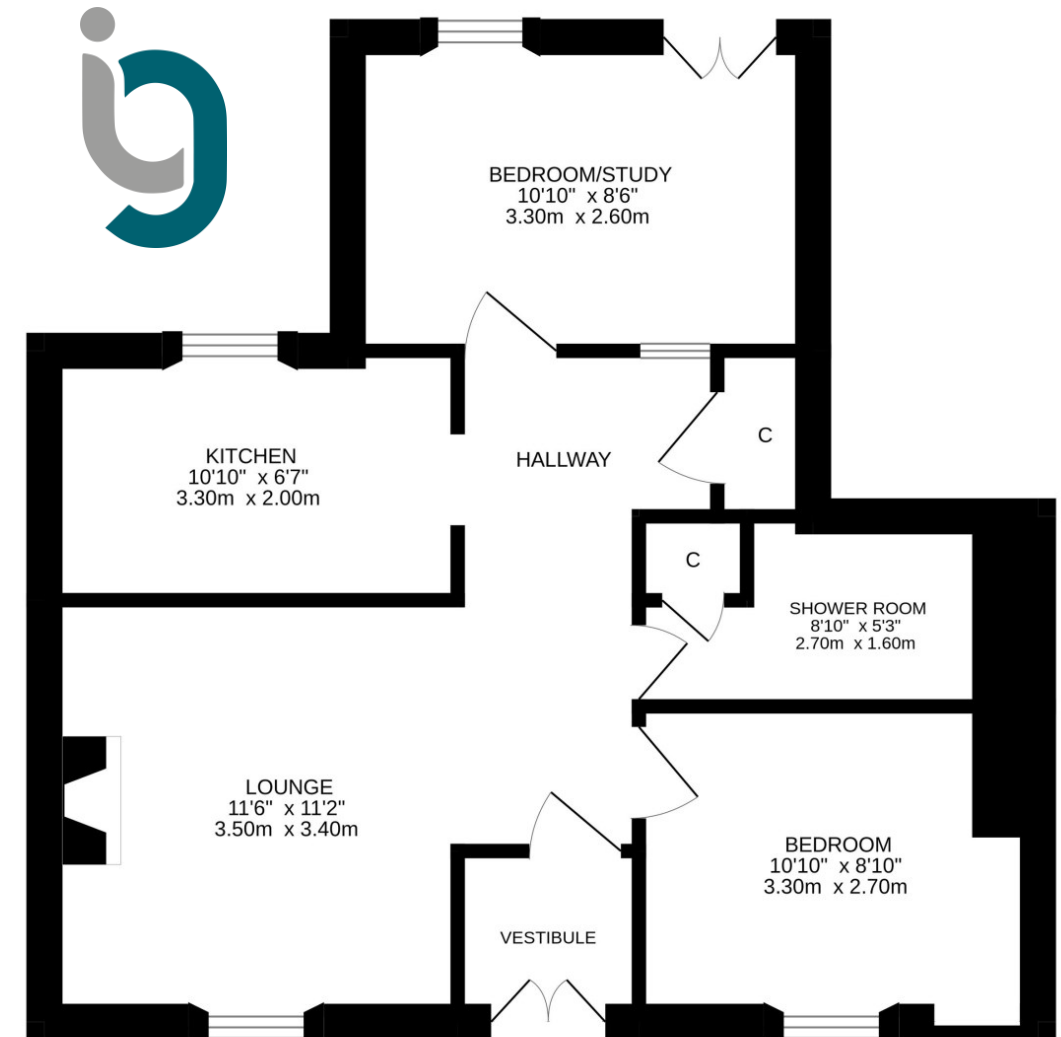 ig
BEDROOM/STUDY
10'10" x 8'6"
3.30m x 2.60m
KITCHEN
10'10" x 6'7"
3.30m x 2.00m
HALLWAY
C
C
SHOWER ROOM
8'10" x 5'3"
2.70m x 1.60m
LOUNGE
11'6" x 11'2"
3.50m x 3.40m
BEDROOM
10'10" x 8'10"
3.30m x 2.70m
VESTIBULE